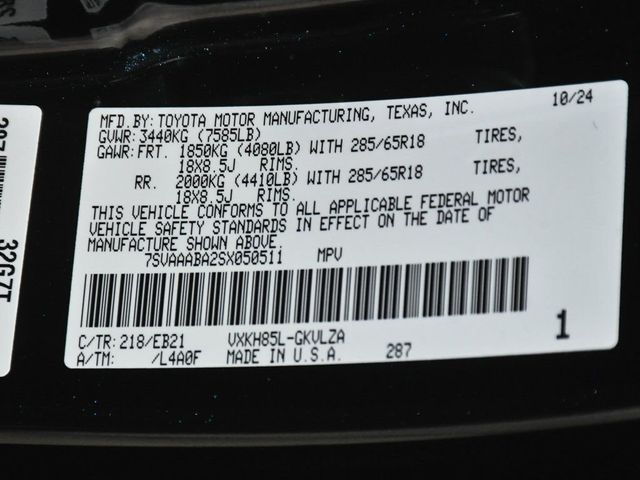 MFD.BY: TOYOTA MOTOR MANUFACTURING, TEXAS, INC. 10/24
GVWR: 3440KG (7585LB)
GAWR: FRT. 1850KG (4080LB) WITH 285/65R18 TIRES,
18X8.5J RIMS.
RR. 2000KG (4410LB) WITH 285/65R18 TIRES,
18X8.5J RIMS.
THIS VEHICLE CONFORMS TO ALL APPLICABLE FEDERAL MOTOR
VEHICLE SAFETY STANDARDS IN EFFECT ON THE DATE OF
MANUFACTURE SHOWN ABOVE.
7SVAAABA2SX050511 MPV
C/TR: 218/EB21 VXKH85L-GKVLZA 1
A/TM: /L4A0F MADE IN U.S.A. 287
32G7T